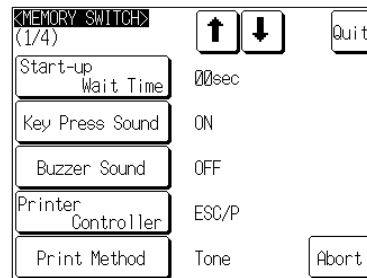 <MEMORY SWITCH>
(1/4)
Quit
Start-up
Wait Time
00sec
Key Press Sound
ON
Buzzer Sound
OFF
Printer
Controller
ESC/P
Print Method
Tone
Abort